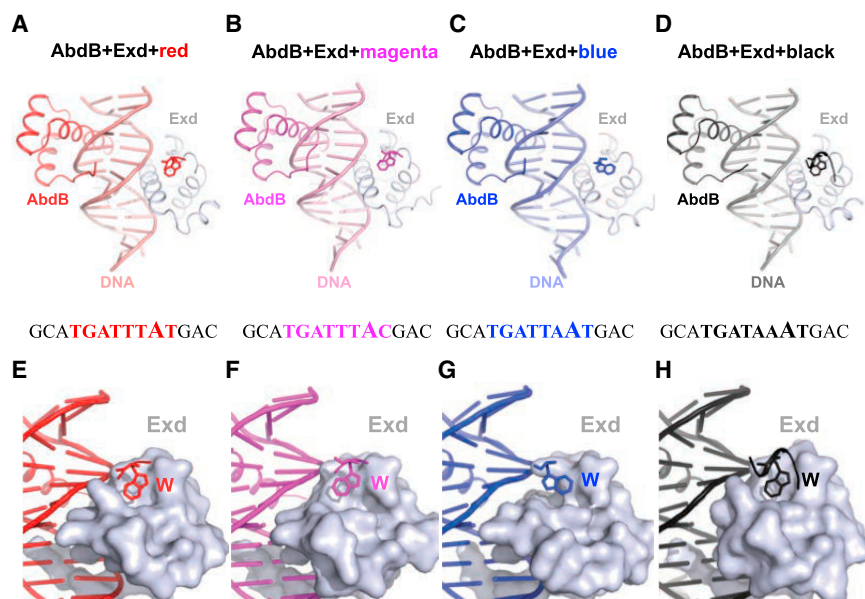 A B C D
AbdB+Exd+red AbdB+Exd+magenta AbdB+Exd+blue AbdB+Exd+black
Exd Exd Exd Exd
AbdB AbdB AbdB AbdB
DNA DNA DNA DNA
GCATGATTTATGAC GCATGATTTACGAC GCATGATTAATGAC GCATGATAAATGAC
E F G H
Exd Exd Exd Exd
W W W W